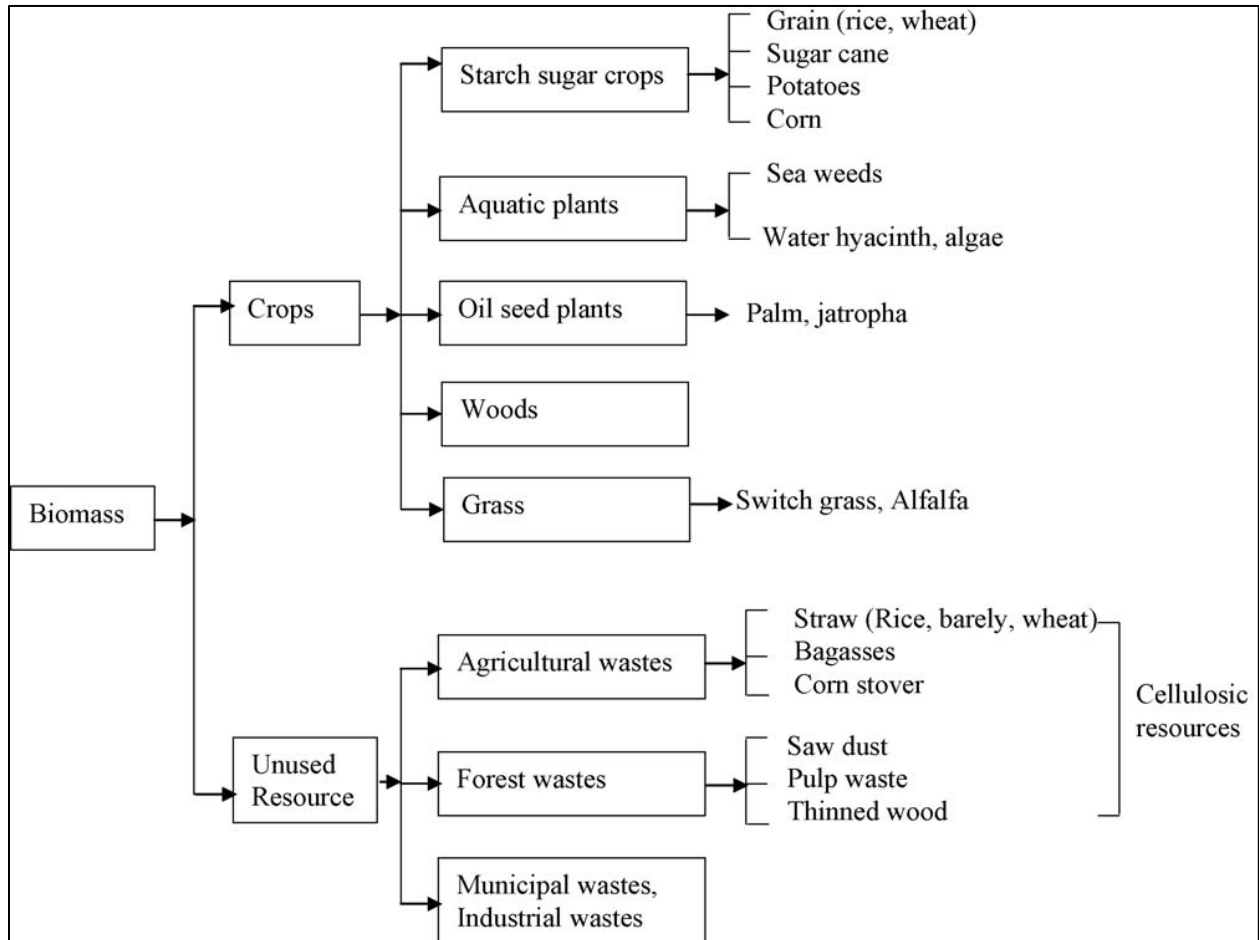 Biomass
Crops
Starch sugar crops
Grain (rice, wheat)
Sugar cane
Potatoes
Corn
Aquatic plants
Sea weeds
Water hyacinth, algae
Oil seed plants
Palm, jatropha
Woods
Grass
Switch grass, Alfalfa
Unused
Resource
Agricultural wastes
Straw (Rice, barely, wheat)
Bagasses
Corn stover
Forest wastes
Saw dust
Pulp waste
Thinned wood
Cellulosic
resources
Municipal wastes,
Industrial wastes